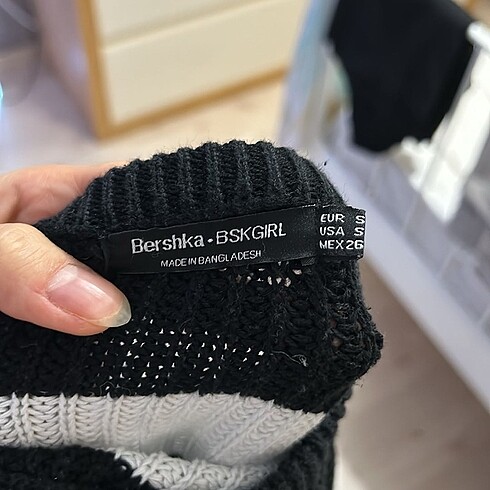 Bershka • BSKGIRL
MADE IN BANGLADESH
EUR S
USA S
MEX 26